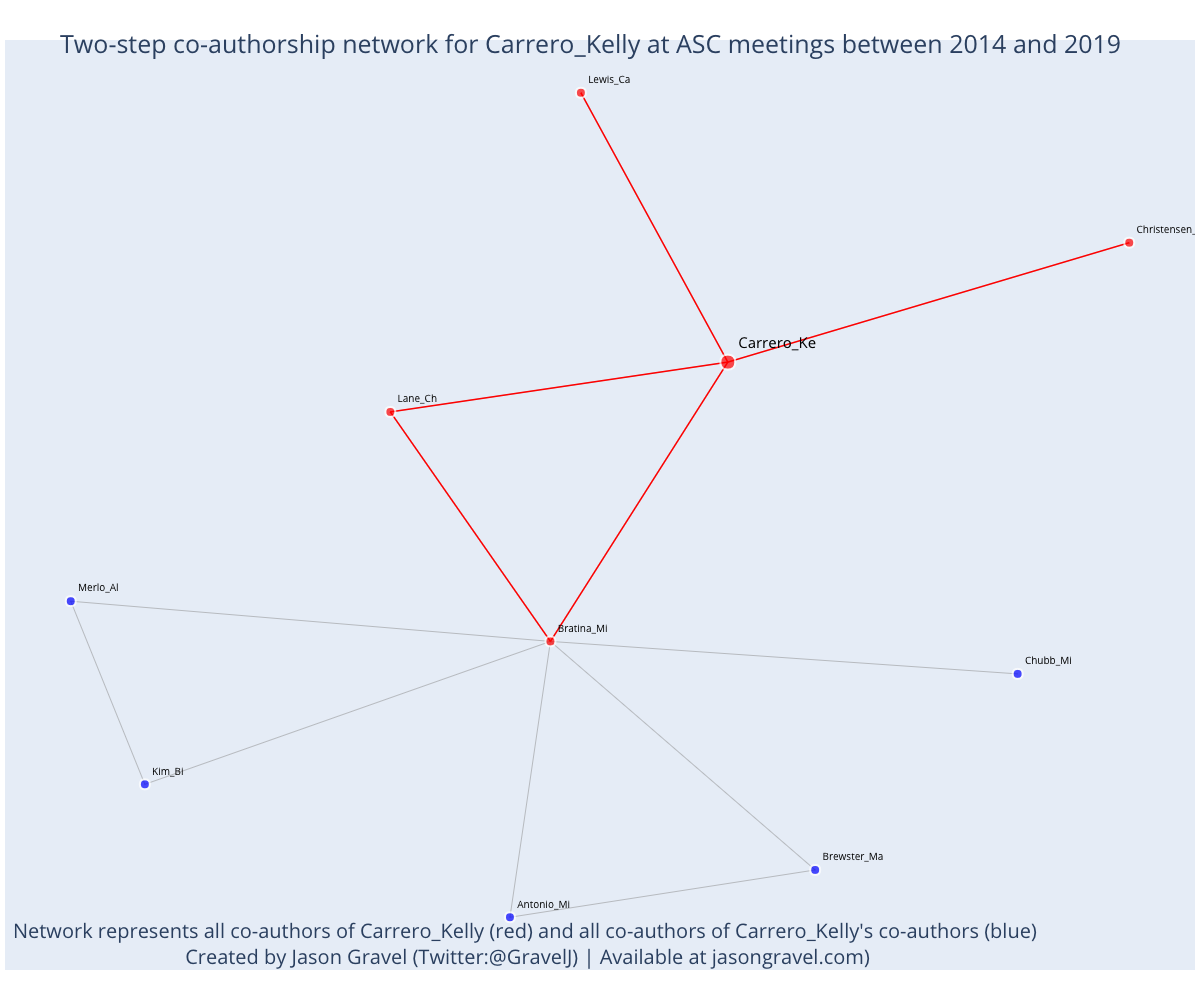 Two-step co-authorship network for Carrero_Kelly at ASC meetings between 2014 and 2019
Lewis_Ca
Christensen_
Carrero_Ke
Lane_Ch
Merlo_Al
Bratina_Mi
Chubb_Mi
Kim_Bi
Brewster_Ma
Antonio_Mi
Network represents all co-authors of Carrero_Kelly (red) and all co-authors of Carrero_Kelly's co-authors (blue)
Created by Jason Gravel (Twitter:@GravelJ) | Available at jasongravel.com)